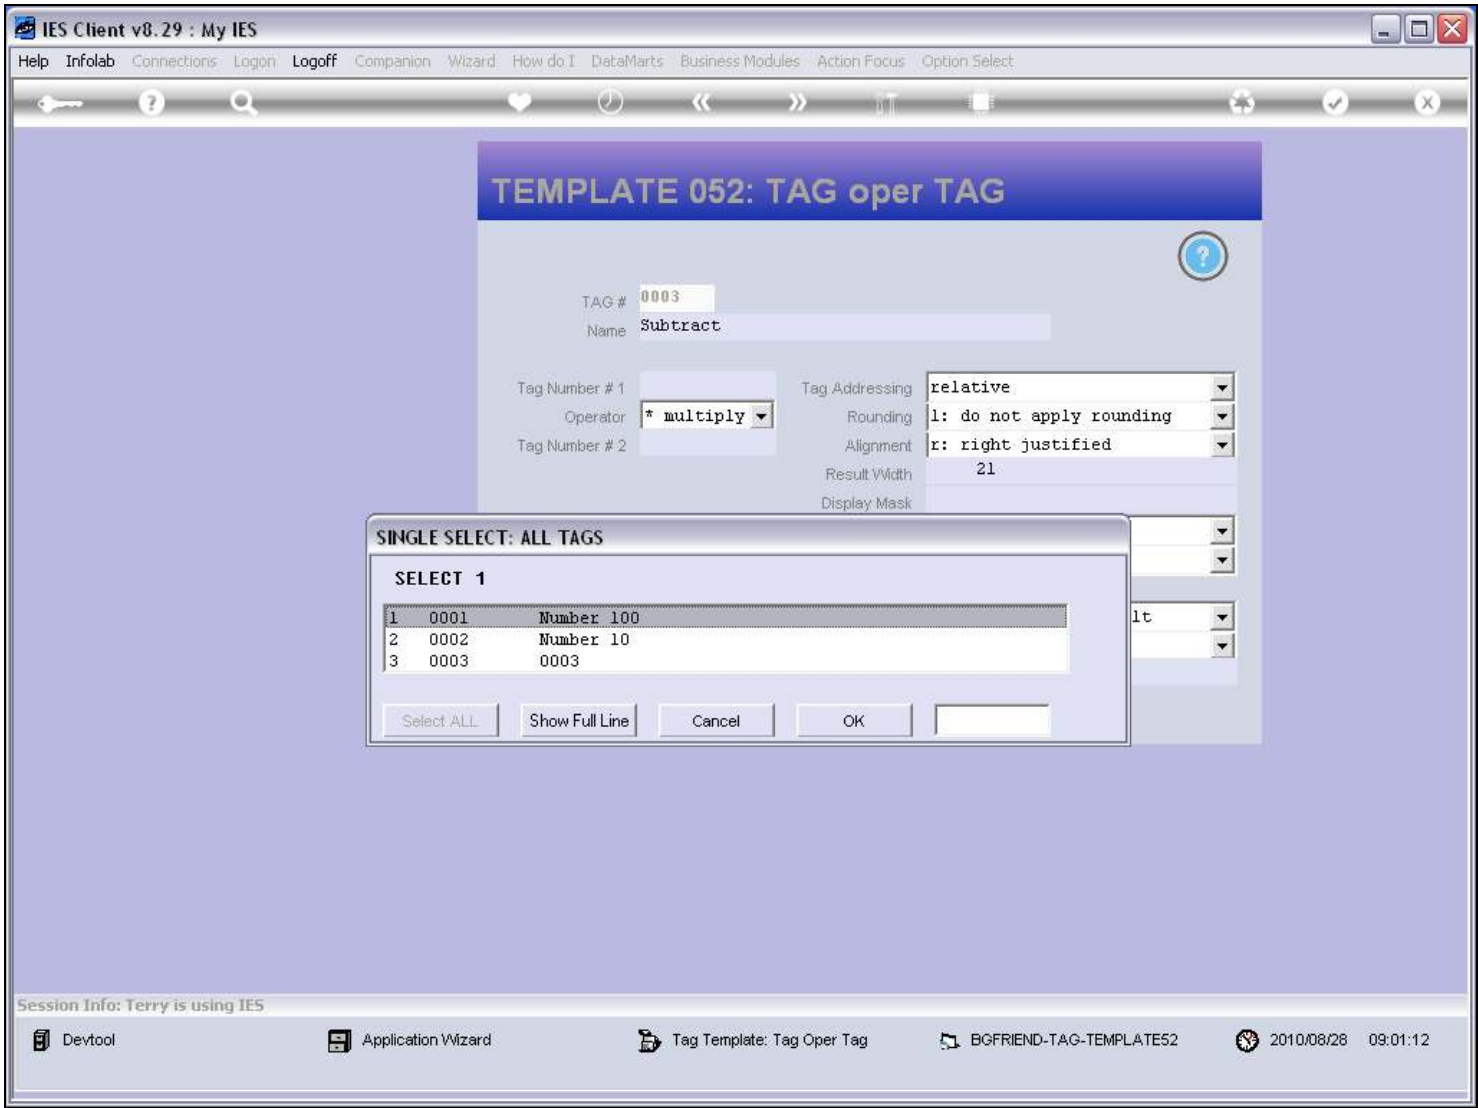 IES Client v8.29 : My IES
Help Infolab Connections Logon Logoff Companion Wizard How do I DataMarts Business Modules Action Focus Option Select
TEMPLATE 052: TAG oper TAG
TAG # 0003
Name Subtract
Tag Number # 1
Tag Addressing relative
Operator * multiply
Rounding 1: do not apply rounding
Tag Number # 2
Alignment r: right justified
Result Width 21
Display Mask
SINGLE SELECT: ALL TAGS
SELECT 1
1 0001 Number 100
lt
2 0002 Number 10
3 0003 0003
Select ALL Show Full Line Cancel OK
Session Info: Terry is using IES
Devtool Application Wizard Tag Template: Tag Oper Tag BGFRIEND-TAG-TEMPLATE52 2010/08/28 09:01:12